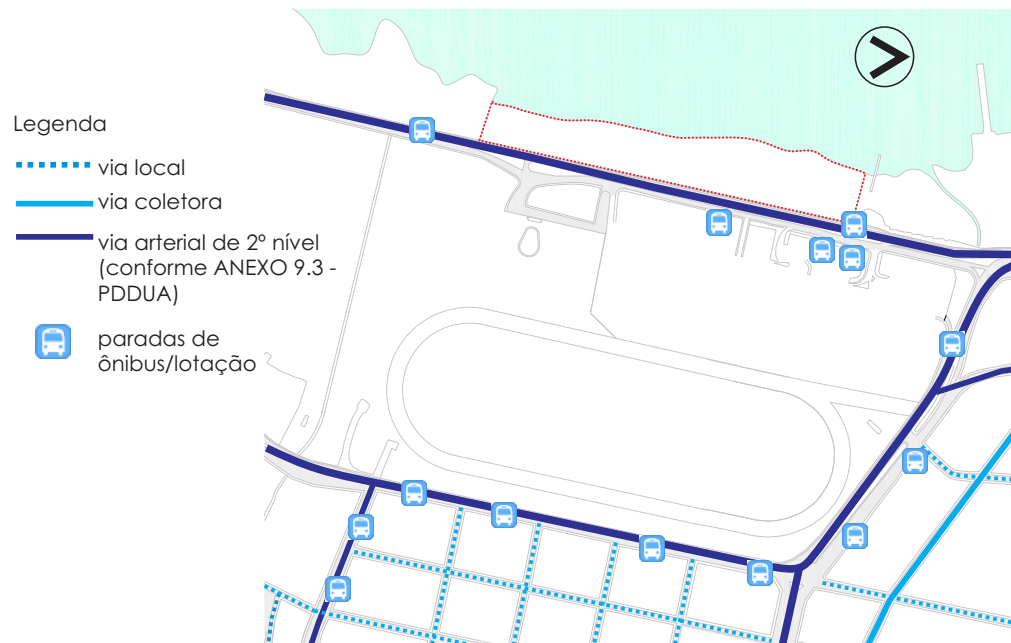 Legenda
via local
via coletora
via arterial de 2º nível
(conforme ANEXO 9.3 -
PDDUA)
paradas de
ônibus/lotação